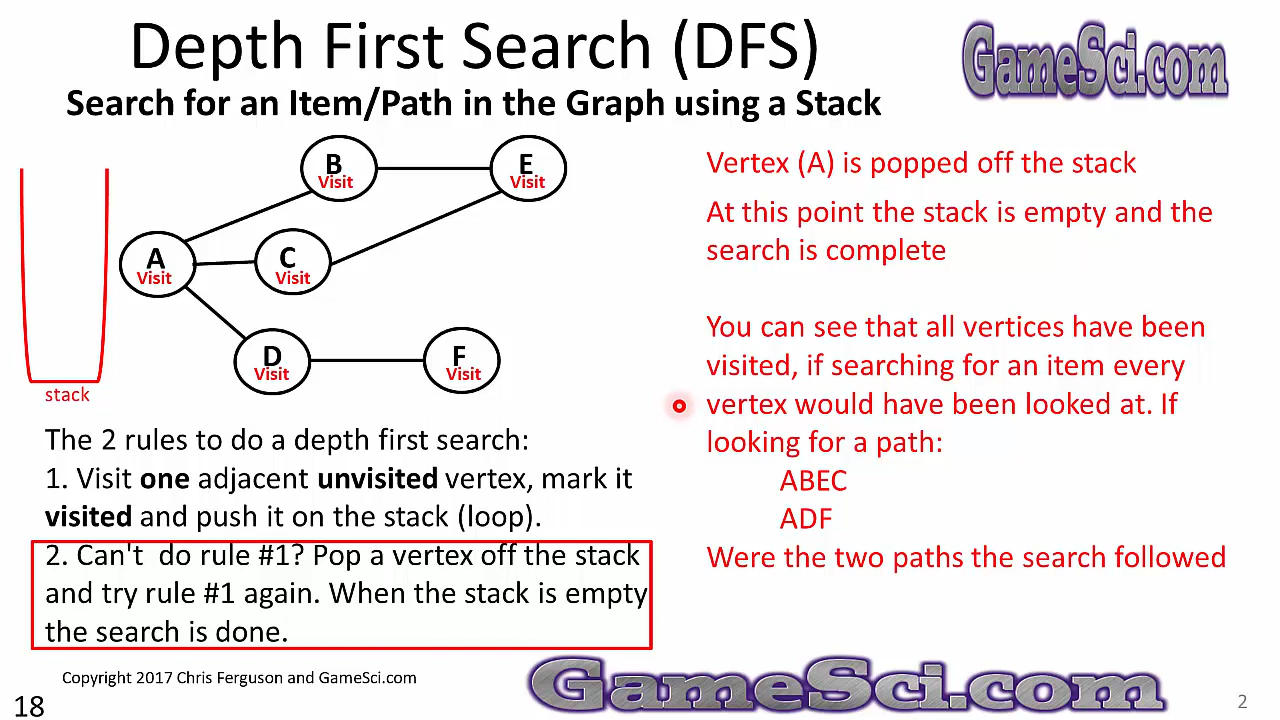 Depth First Search (DFS)
GameSci.com
Search for an Item/Path in the Graph using a Stack
B
Visit
E
Visit
A
Visit
C
Visit
D
Visit
F
Visit
stack
The 2 rules to do a depth first search:
1. Visit one adjacent unvisited vertex, mark it
visited and push it on the stack (loop).
2. Can't do rule #1? Pop a vertex off the stack
and try rule #1 again. When the stack is empty
the search is done.
Vertex (A) is popped off the stack
At this point the stack is empty and the
search is complete
You can see that all vertices have been
visited, if searching for an item every
vertex would have been looked at. If
looking for a path:
ABEC
ADF
Were the two paths the search followed
Copyright 2017 Chris Ferguson and GameSci.com
18
GameSci.com
2